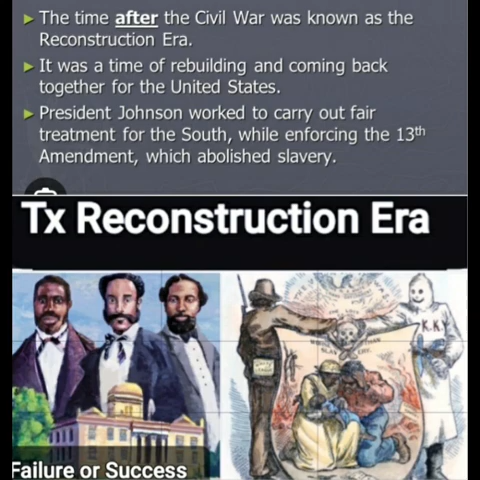 ▶ The time after the Civil War was known as the
Reconstruction Era.
▶ It was a time of rebuilding and coming back
together for the United States.
▶ President Johnson worked to carry out fair
treatment for the South, while enforcing the 13th
Amendment, which abolished slavery.
Tx Reconstruction Era
K.K.
Failure or Success